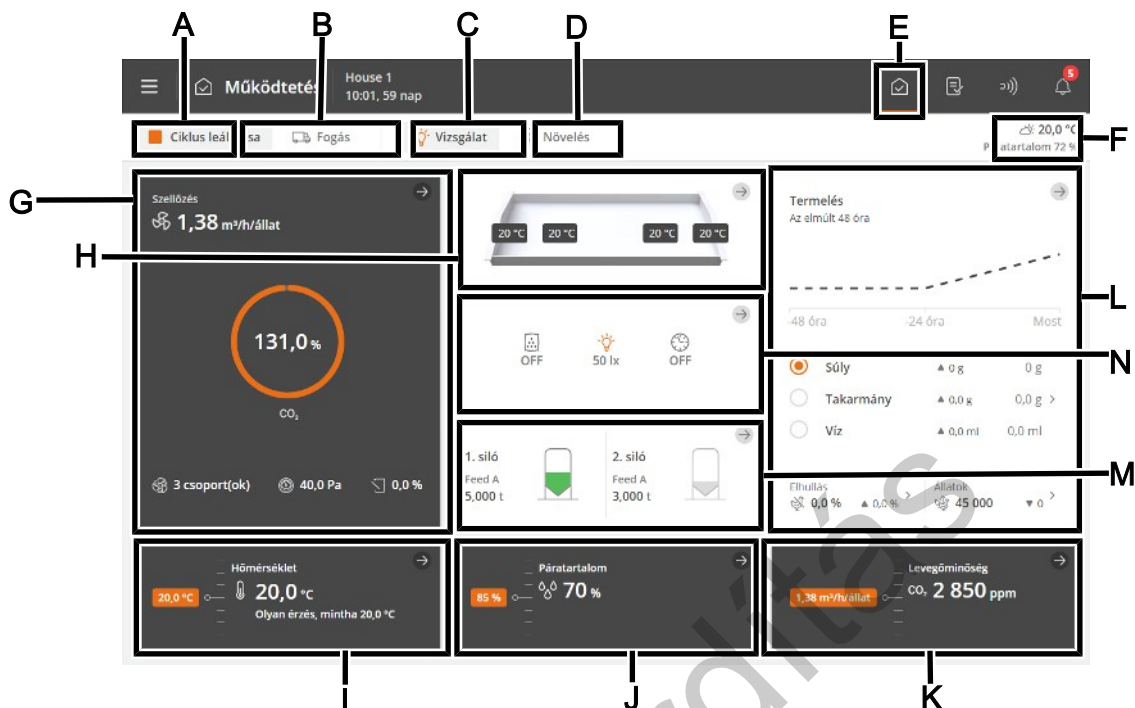 A
B
C
D
E
Működtetés
House 1
10:01, 59 nap
5
Ciklus leál
sa
Fogás
Vizsgálat
Növelés
20,0 °C
P atartalom 72 %
F
G
Szellőzés
1,38 m³/h/állat
131,0 %
CO₂
3 csoport(ok)
40,0 Pa
0,0 %
H
20 °C
20 °C
20 °C
20 °C
OFF
50 lx
OFF
N
1. siló
Feed A
5,000 t
2. siló
Feed A
3,000 t
M
Termelés
Az elmúlt 48 óra
-48 óra
-24 óra
Most
L
Súly ▲ 0 g 0 g
Takarmány ▲ 0,0 g 0,0 g >
Víz ▲ 0,0 ml 0,0 ml
Elhullás
0,0 % ▲ 0,0 % >
Állatok
45 000 ▼ 0 >
20,0 °C
Hőmérséklet
20,0 °C
Olyan érzés, mintha 20,0 °C
85 %
Páratartalom
70 %
1,38 m³/h/állat
Levegőminőség
CO₂ 2 850 ppm
I
J
K